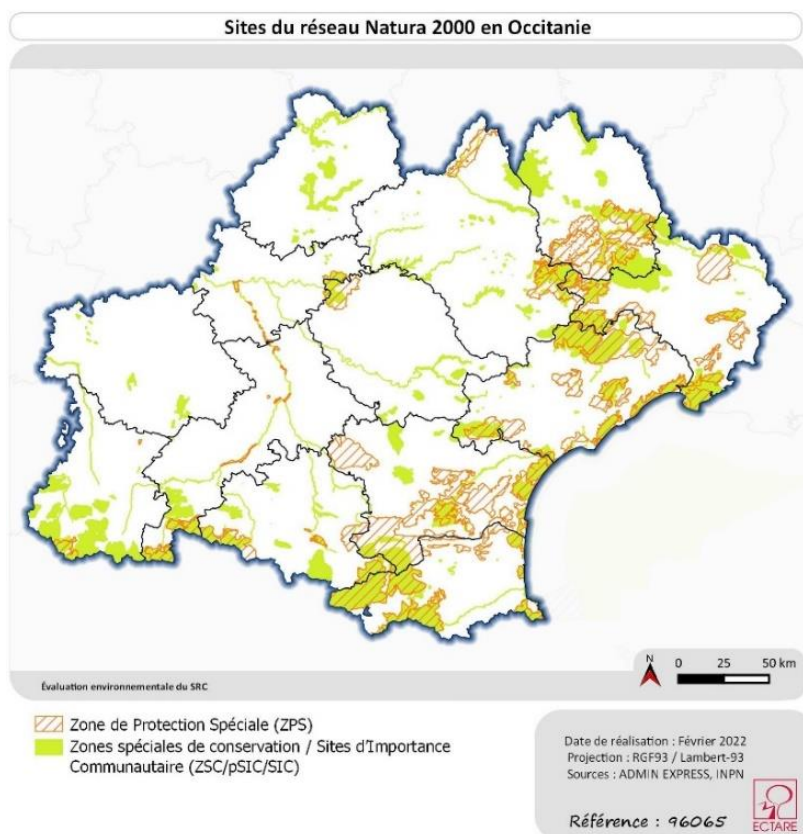 Sites du réseau Natura 2000 en Occitanie
N
0 25 50 km
Évaluation environnementale du SRC
Zone de Protection Spéciale (ZPS)
Zones spéciales de conservation / Sites d'Importance
Communautaire (ZSC/pSIC/SIC)
Date de réalisation : Février 2022
Projection : RGF93 / Lambert-93
Sources : ADMIN EXPRESS, INPN
Référence : 96065
ECTARE